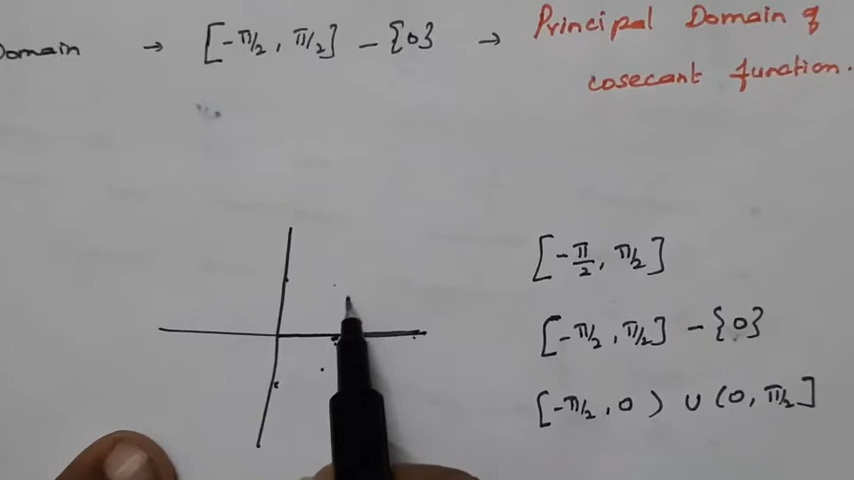 Domain → [-π/2, π/2] - {0} → Principal Domain of
cosecant function.
[-π/2, π/2]
[-π/2, π/2] - {0}
[-π/2, 0) ∪ (0, π/2]